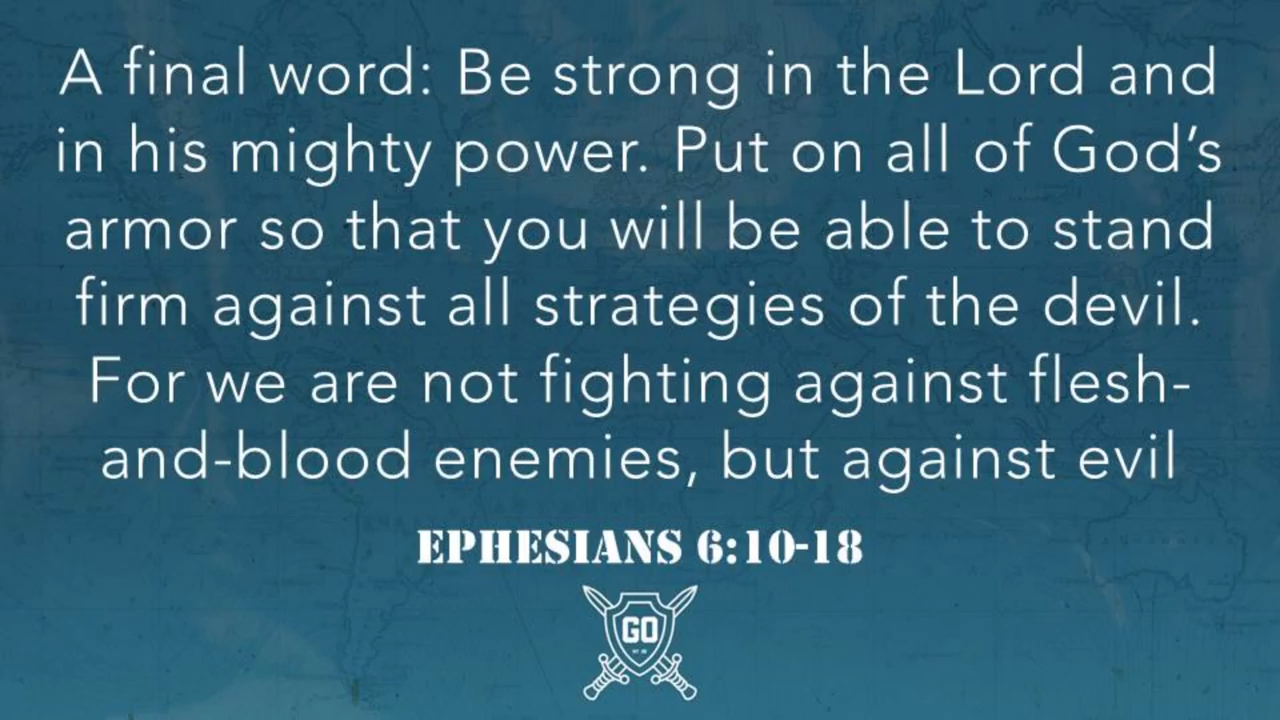 A final word: Be strong in the Lord and
in his mighty power. Put on all of God’s
armor so that you will be able to stand
firm against all strategies of the devil.
For we are not fighting against flesh-
and-blood enemies, but against evil
EPHESIANS 6:10-18
GO